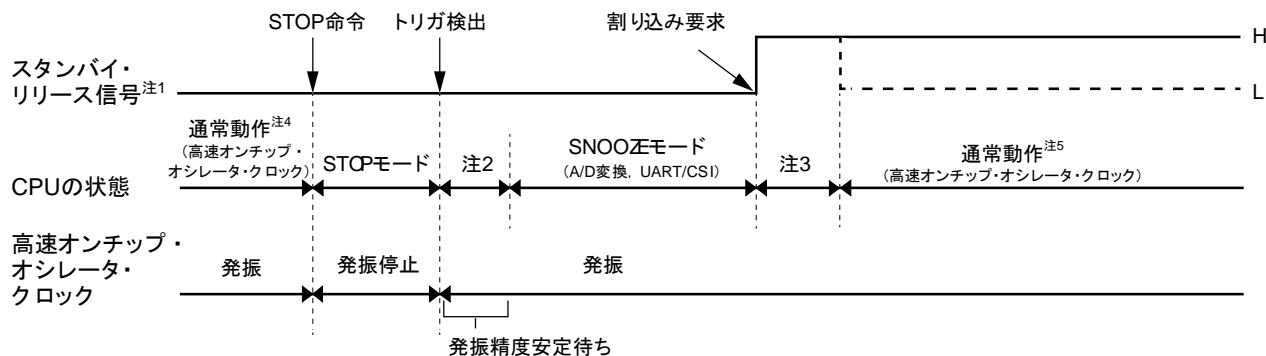 STOP命令
トリガ検出
割り込み要求
H
スタンバイ・
リリース信号注1
L
通常動作注4
(高速オンチップ・
オシレータ・クロック)
STOPモード
注2
SNOOZEモード
(A/D変換, UART/CSI)
注3
通常動作注5
(高速オンチップ・オシレータ・クロック)
CPUの状態
高速オンチップ・
オシレータ・
クロック
発振
発振停止
発振
発振精度安定待ち